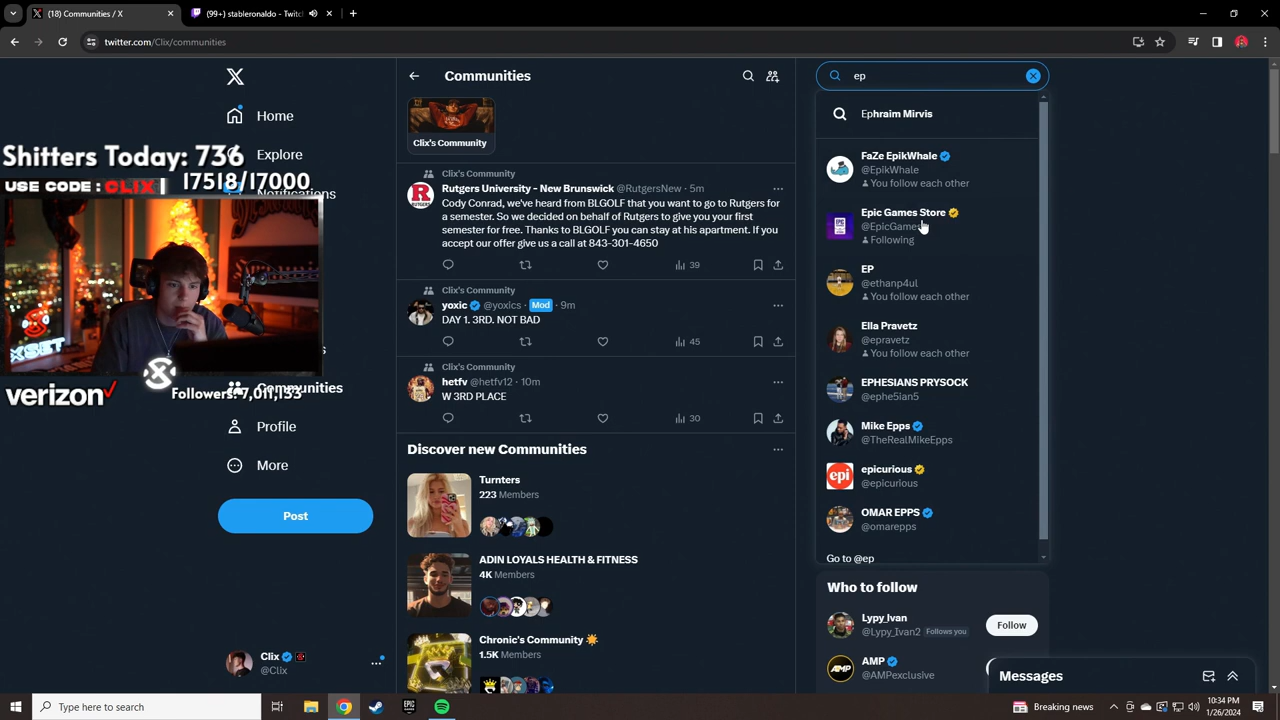 (18) Communities / X
(99+) stableronaldo - Twitch
twitter.com/Clix/communities
X
Home
Explore
Notifications
Communities
Profile
More
Post
Clix
@Clix
Shitters Today: 736
USE CODE: CLIX
17518/17000
XSET
verizon
Followers: 7,011,133
Communities
Clix's Community
Clix's Community
Rutgers University - New Brunswick @RutgersNew · 5m
Cody Conrad, we've heard from BLGOLF that you want to go to Rutgers for
a semester. So we decided on behalf of Rutgers to give you your first
semester for free. Thanks to BLGOLF you can stay at his apartment. If you
accept our offer give us a call at 843-301-4650
39
Clix's Community
yoxic @yoxics · Mod · 9m
DAY 1. 3RD. NOT BAD
45
Clix's Community
hetfv @hetfv12 · 10m
W 3RD PLACE
30
Discover new Communities
Turnters
223 Members
ADIN LOYALS HEALTH & FITNESS
4K Members
Chronic's Community
1.5K Members
ep
Ephraim Mirvis
FaZe EpikWhale
@EpikWhale
You follow each other
Epic Games Store
@EpicGames
Following
EP
@ethanp4ul
You follow each other
Ella Pravetz
@epravetz
You follow each other
EPHESIANS PRYSOCK
@ephe5ian5
Mike Epps
@TheRealMikeEpps
epi
epicurious
@epicurious
OMAR EPPS
@omarepps
Go to @ep
Who to follow
Lypy_Ivan
@Lypy_Ivan2 Follows you
Follow
AMP
AMP
@AMPexclusive
Messages
Type here to search
EPIC
Breaking news
10:34 PM
1/26/2024